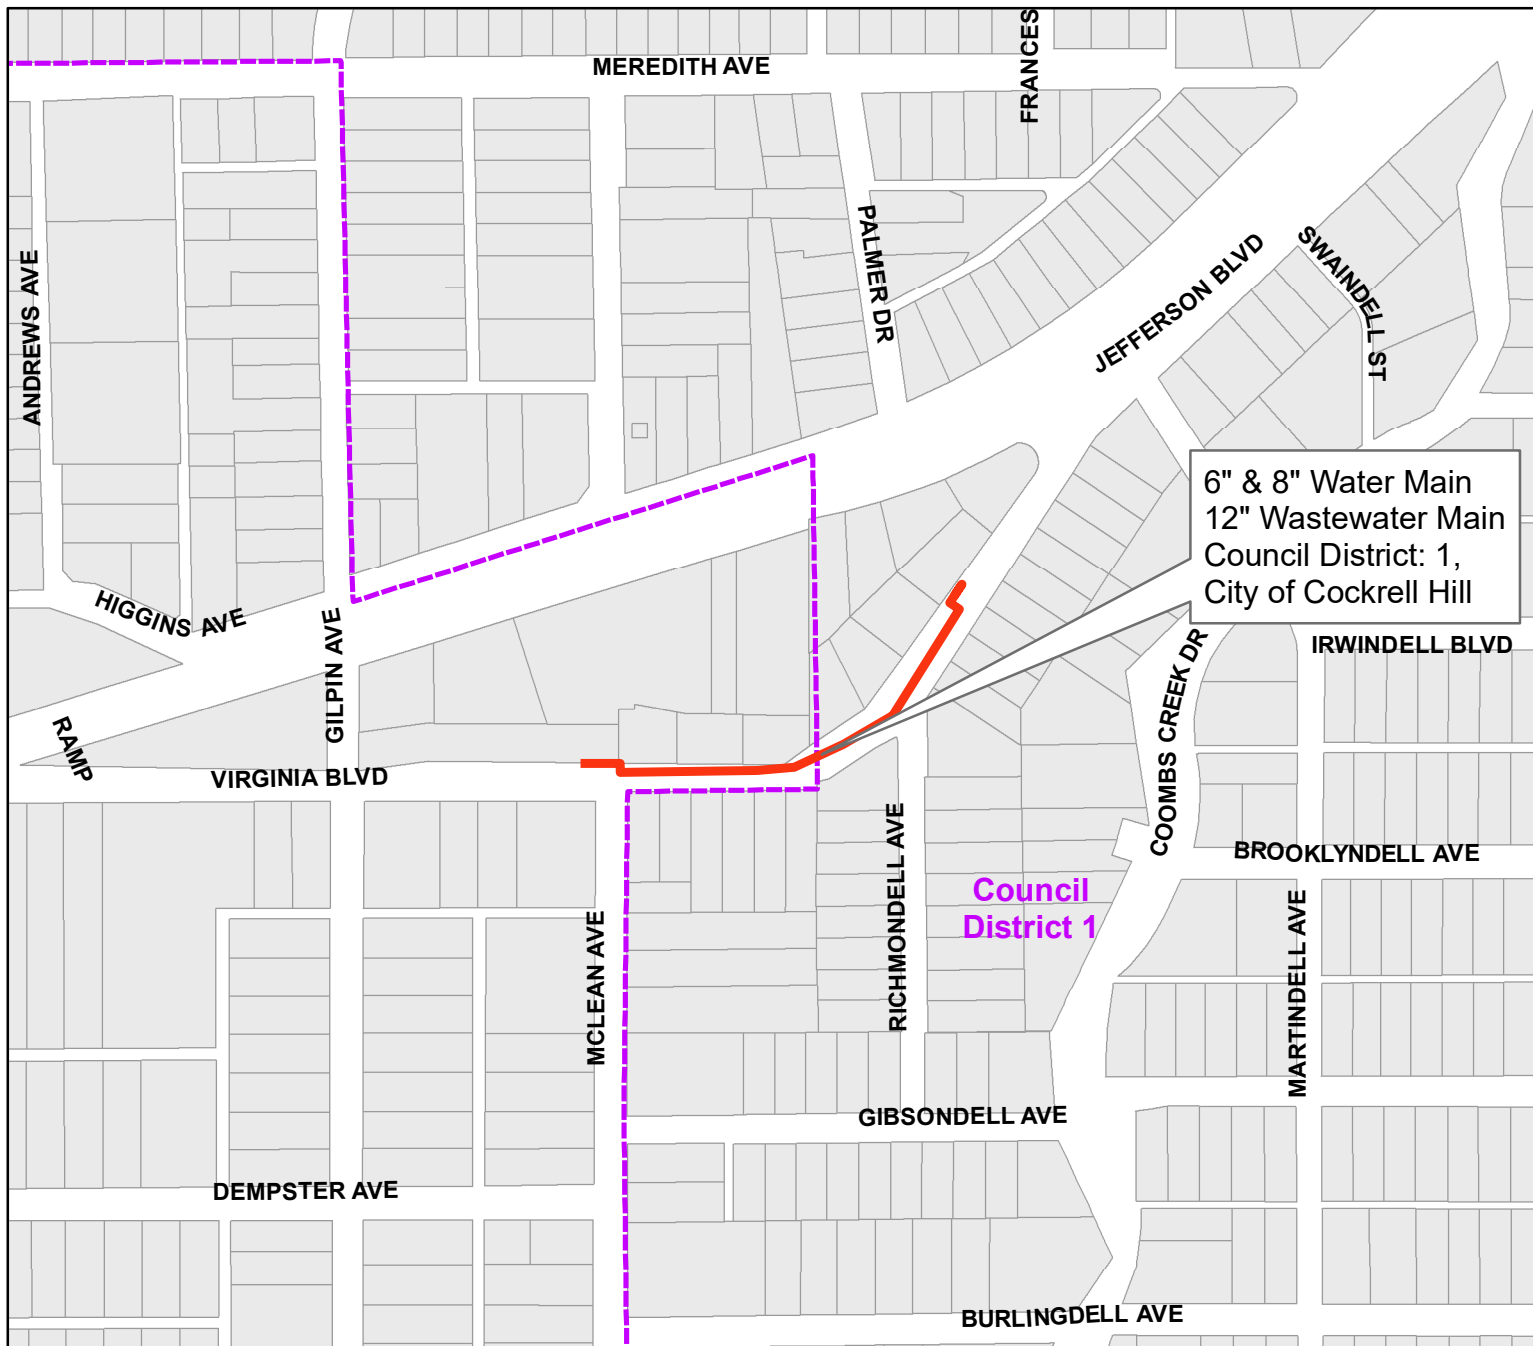 MEREDITH AVE
FRANCES
ANDREWS AVE
PALMER DR
JEFFERSON BLVD
SWAINDELL ST
6" & 8" Water Main
12" Wastewater Main
Council District: 1,
City of Cockrell Hill
HIGGINS AVE
GILPIN AVE
IRWINDELL BLVD
COOMBS CREEK DR
RAMP
VIRGINIA BLVD
RICHMONDELL AVE
BROOKLYNDELL AVE
Council
District 1
MCLEAN AVE
MARTINDELL AVE
GIBSONDELL AVE
DEMPSTER AVE
BURLINGDELL AVE